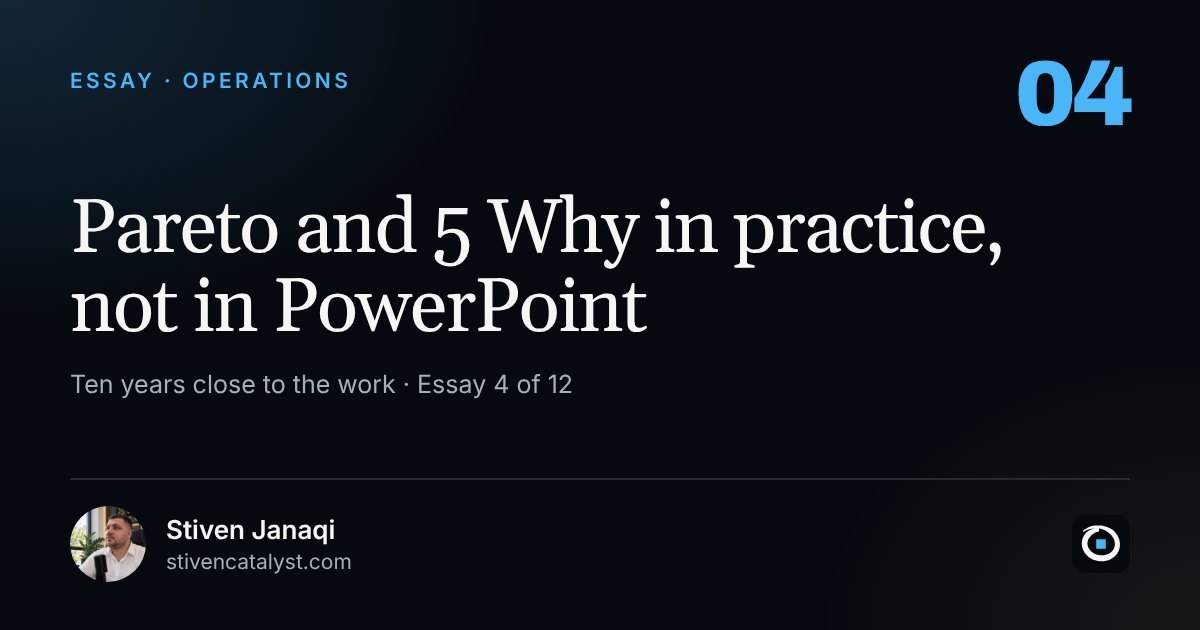 ESSAY · OPERATIONS
04
Pareto and 5 Why in practice,
not in PowerPoint
Ten years close to the work · Essay 4 of 12
Stiven Janaqi
stivencatalyst.com